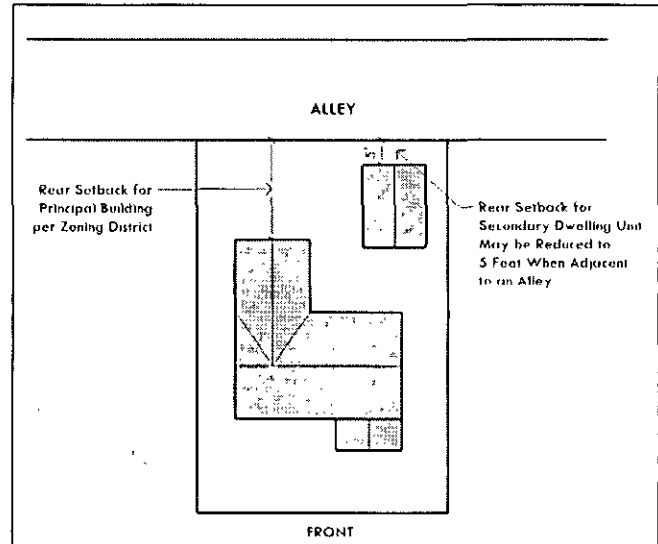 ALLEY
Rear Setback for
Principal Building
per Zoning District
5'
Rear Setback for
Secondary Dwelling Unit
May be Reduced to
5 Feet When Adjacent
to an Alley
FRONT